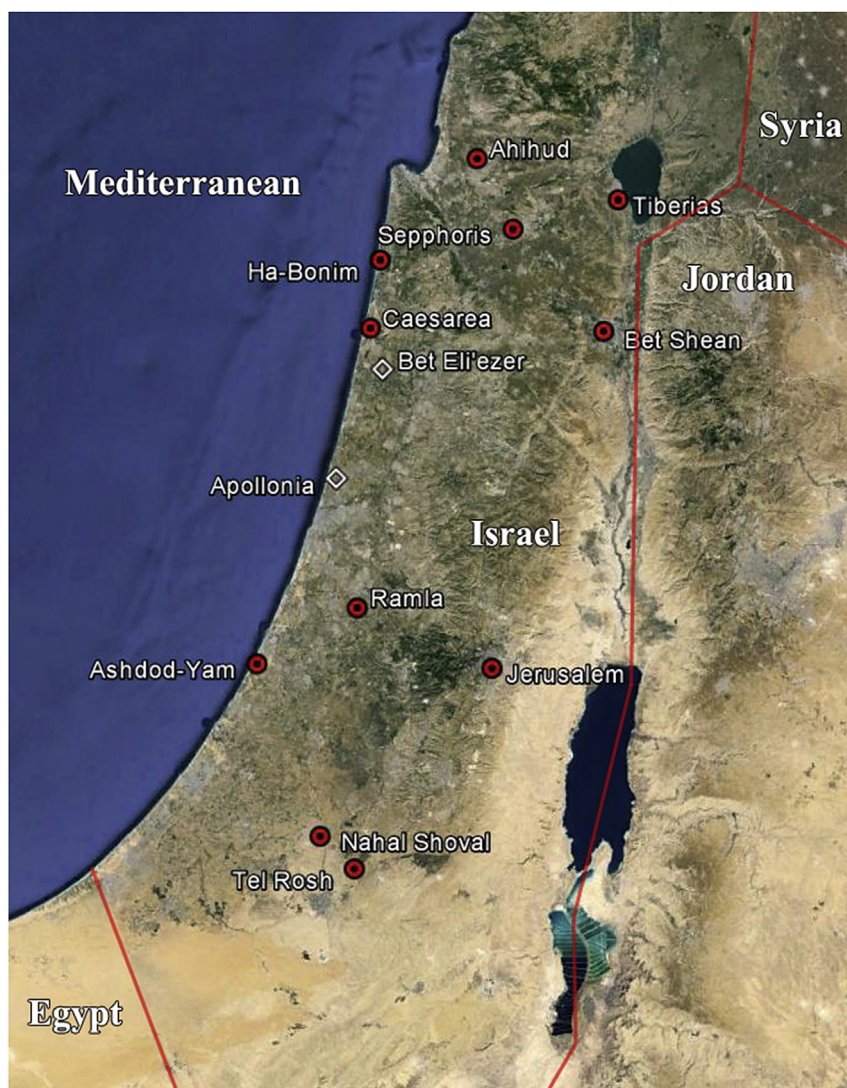 Syria
Ahihud
Mediterranean
Tiberias
Sepphoris
Ha-Bonim
Jordan
Caesarea
Bet Shean
Bet Eli'ezer
Apollonia
Israel
Ramla
Ashdod-Yam
Jerusalem
Nahal Shoval
Tel Rosh
Egypt